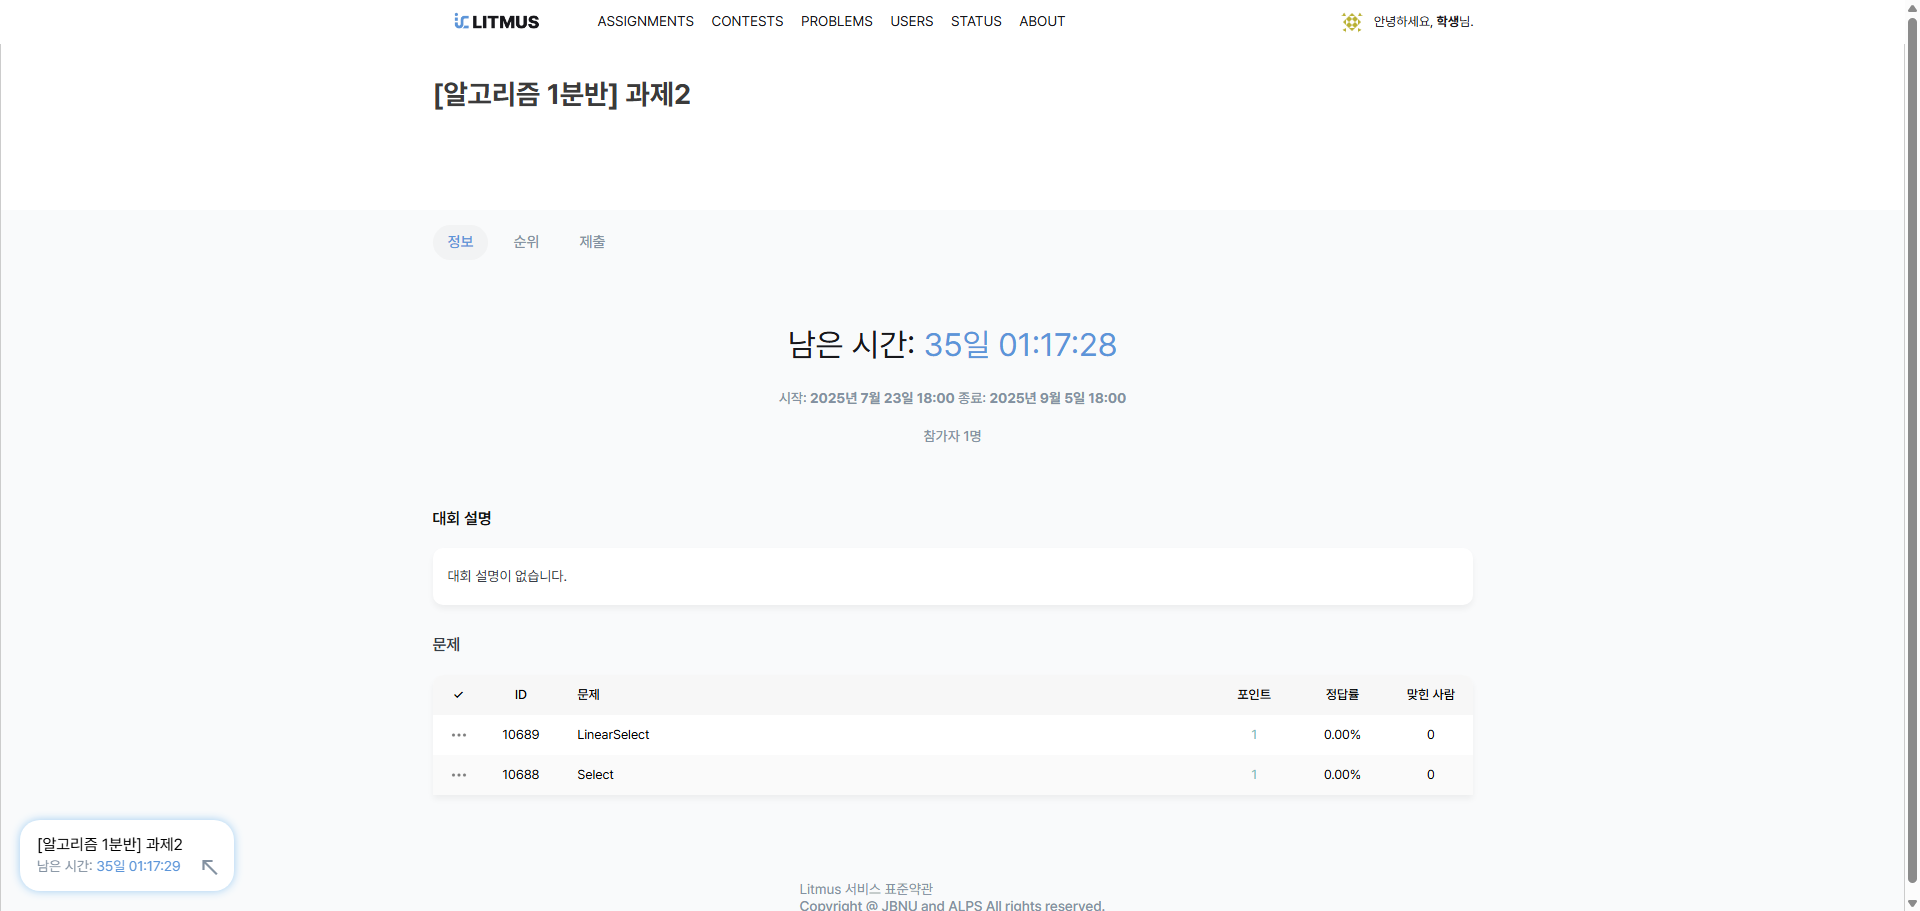 LITMUS ASSIGNMENTS CONTESTS PROBLEMS USERS STATUS ABOUT 안녕하세요, 학생님.
[알고리즘 1분반] 과제2
정보 순위 제출
남은 시간: 35일 01:17:28
시작: 2025년 7월 23일 18:00 종료: 2025년 9월 5일 18:00
참가자 1명
대회 설명
대회 설명이 없습니다.
문제
ID 문제 포인트 정답률 맞힌 사람
10689 LinearSelect 1 0.00% 0
10688 Select 1 0.00% 0
[알고리즘 1분반] 과제2
남은 시간: 35일 01:17:29
Litmus 서비스 표준약관
Copyright @ JBNU and ALPS All rights reserved.